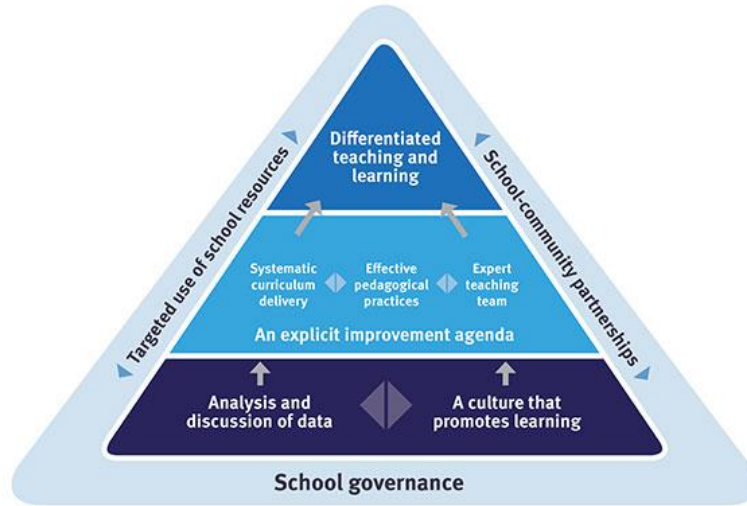 Differentiated
teaching and
learning
Targeted use of school resources
School-community partnerships
Systematic
curriculum
delivery
Effective
pedagogical
practices
Expert
teaching
team
An explicit improvement agenda
Analysis and
discussion of data
A culture that
promotes learning
School governance